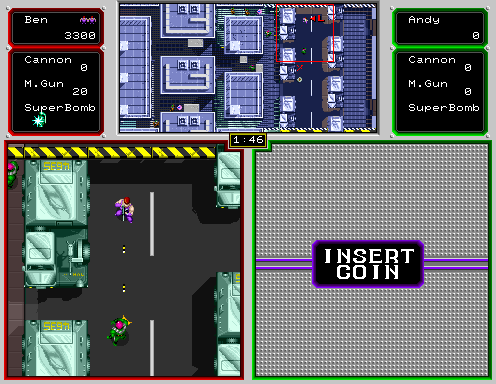 Ben
3300
Cannon
0
M.Gun
20
SuperBomb
Andy
0
Cannon
0
M.Gun
0
SuperBomb
1:46
INSERT
COIN